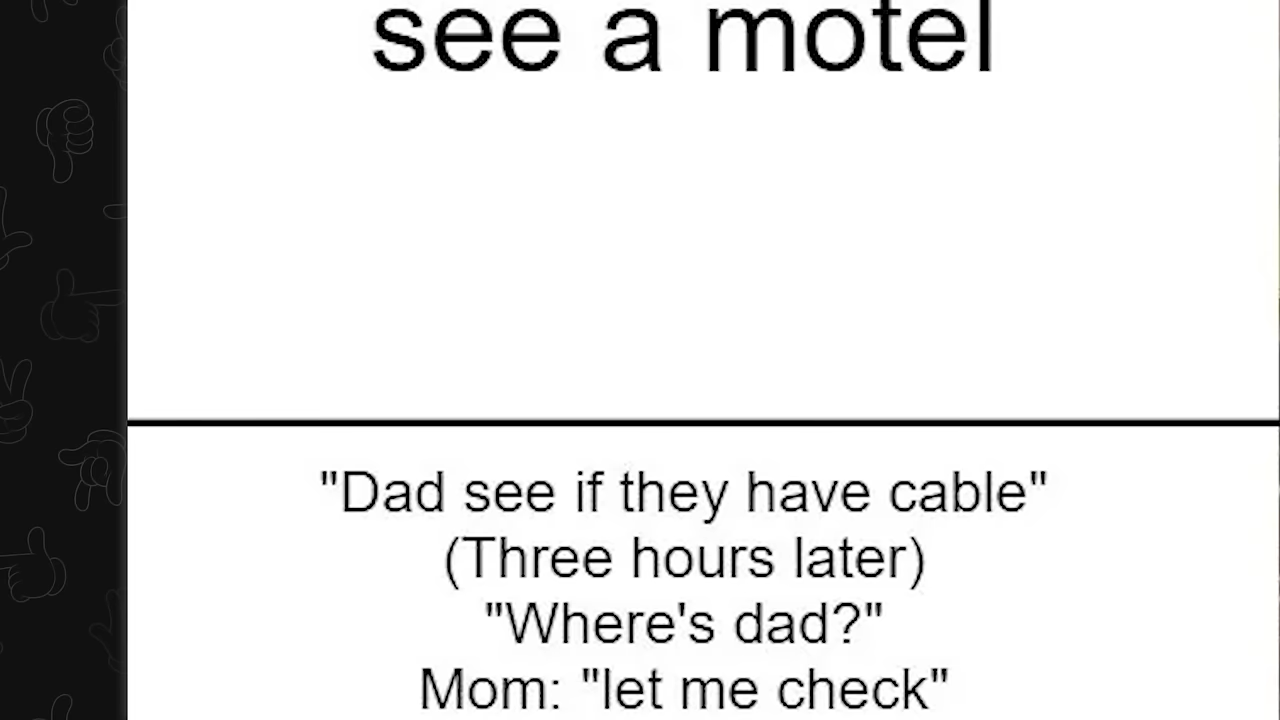 see a motel
"Dad see if they have cable"
(Three hours later)
"Where's dad?"
Mom: "let me check"